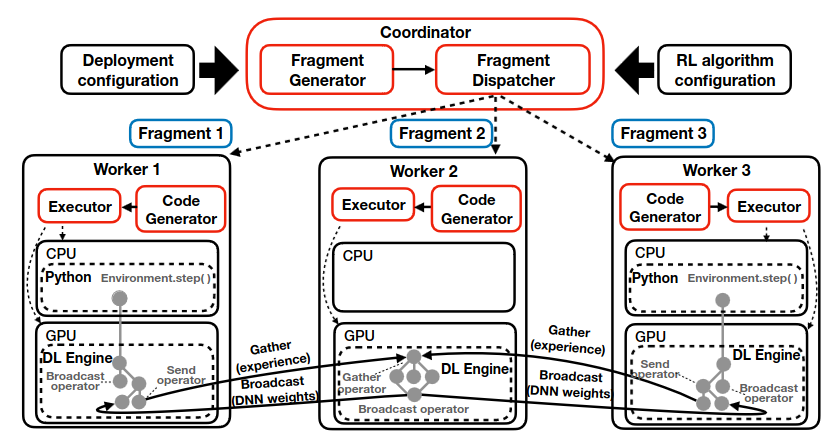 Coordinator
Deployment
configuration
Fragment
Generator
Fragment
Dispatcher
RL algorithm
configuration
Fragment 1
Fragment 2
Fragment 3
Worker 1
Executor
Code
Generator
CPU
Python
Environment.step( )
GPU
DL Engine
Broadcast
operator
Send
operator
Gather
(experience)
Broadcast
(DNN weights)
Worker 2
Executor
Code
Generator
CPU
GPU
Gather
operator
DL Engine
Broadcast operator
Gather
(experience)
Broadcast
(DNN weights)
Worker 3
Code
Generator
Executor
CPU
Python
Environment.step( )
GPU
DL Engine
Send
operator
Broadcast
operator